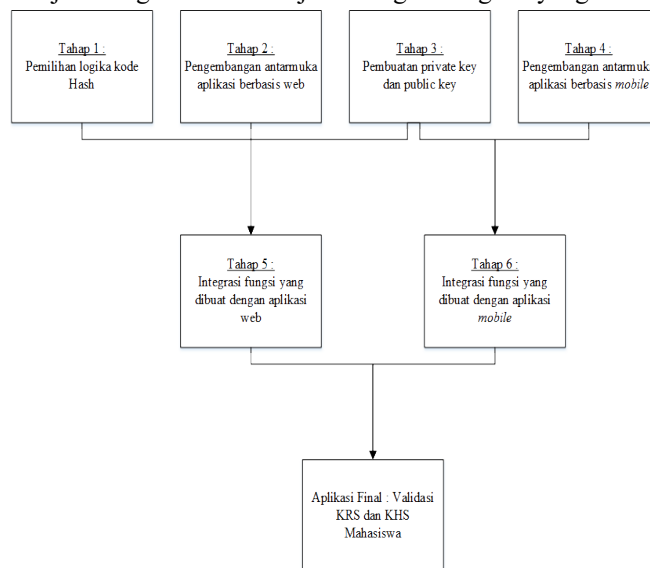 Tahap 1 :
Pemilihan logika kode
Hash
Tahap 2 :
Pengembangan antarmuka
aplikasi berbasis web
Tahap 3 :
Pembuatan private key
dan public key
Tahap 4 :
Pengembangan antarmuka
aplikasi berbasis mobile
Tahap 5 :
Integrasi fungsi yang
dibuat dengan aplikasi
web
Tahap 6 :
Integrasi fungsi yang
dibuat dengan aplikasi
mobile
Aplikasi Final : Validasi
KRS dan KHS
Mahasiswa